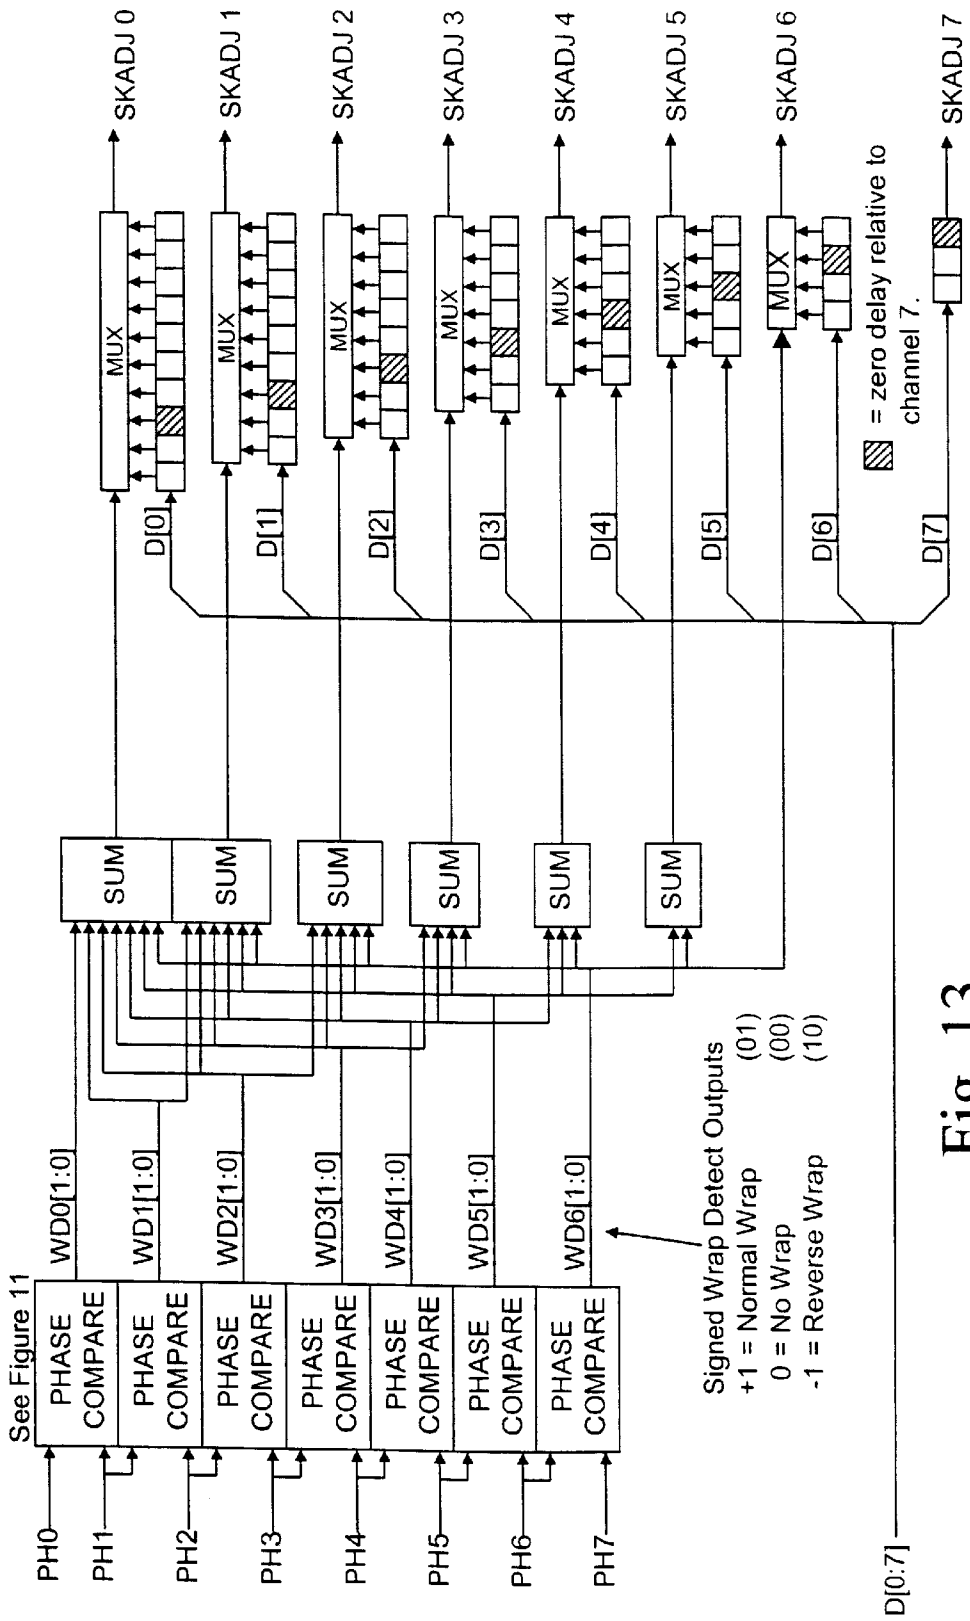 See Figure 11
PH0
PH1
PH2
PH3
PH4
PH5
PH6
PH7
PHASE
COMPARE
PHASE
COMPARE
PHASE
COMPARE
PHASE
COMPARE
PHASE
COMPARE
PHASE
COMPARE
PHASE
COMPARE
WD0[1:0]
WD1[1:0]
WD2[1:0]
WD3[1:0]
WD4[1:0]
WD5[1:0]
WD6[1:0]
Signed Wrap Detect Outputs
+1 = Normal Wrap (01)
0 = No Wrap (00)
-1 = Reverse Wrap (10)
SUM
SUM
SUM
SUM
SUM
SUM
D[0:7]
D[0]
D[1]
D[2]
D[3]
D[4]
D[5]
D[6]
D[7]
MUX
MUX
MUX
MUX
MUX
MUX
MUX
SKADJ 0
SKADJ 1
SKADJ 2
SKADJ 3
SKADJ 4
SKADJ 5
SKADJ 6
SKADJ 7
= zero delay relative to
channel 7.
Fig. 13